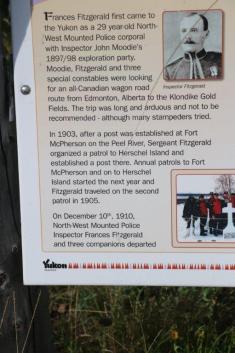 Frances Fitzgerald first came to
the Yukon as a 29 year-old North-
West Mounted Police corporal
with Inspector John Moodie's
1897/98 exploration party.
Moodie, Fitzgerald and three
special constables were looking
for an all-Canadian wagon road
route from Edmonton, Alberta to the Klondike Gold
Fields. The trip was long and arduous and not to be
recommended - although many stampeders tried.
Inspector Fitzgerald
In 1903, after a post was established at Fort
McPherson on the Peel River, Sergeant Fitzgerald
organized a patrol to Herschel Island and
established a post there. Annual patrols to Fort
McPherson and on to Herschel
Island started the next year and
Fitzgerald traveled on the second
patrol in 1905.
On December 10th, 1910,
North-West Mounted Police
Inspector Frances Fitzgerald
and three companions departed
Yukon